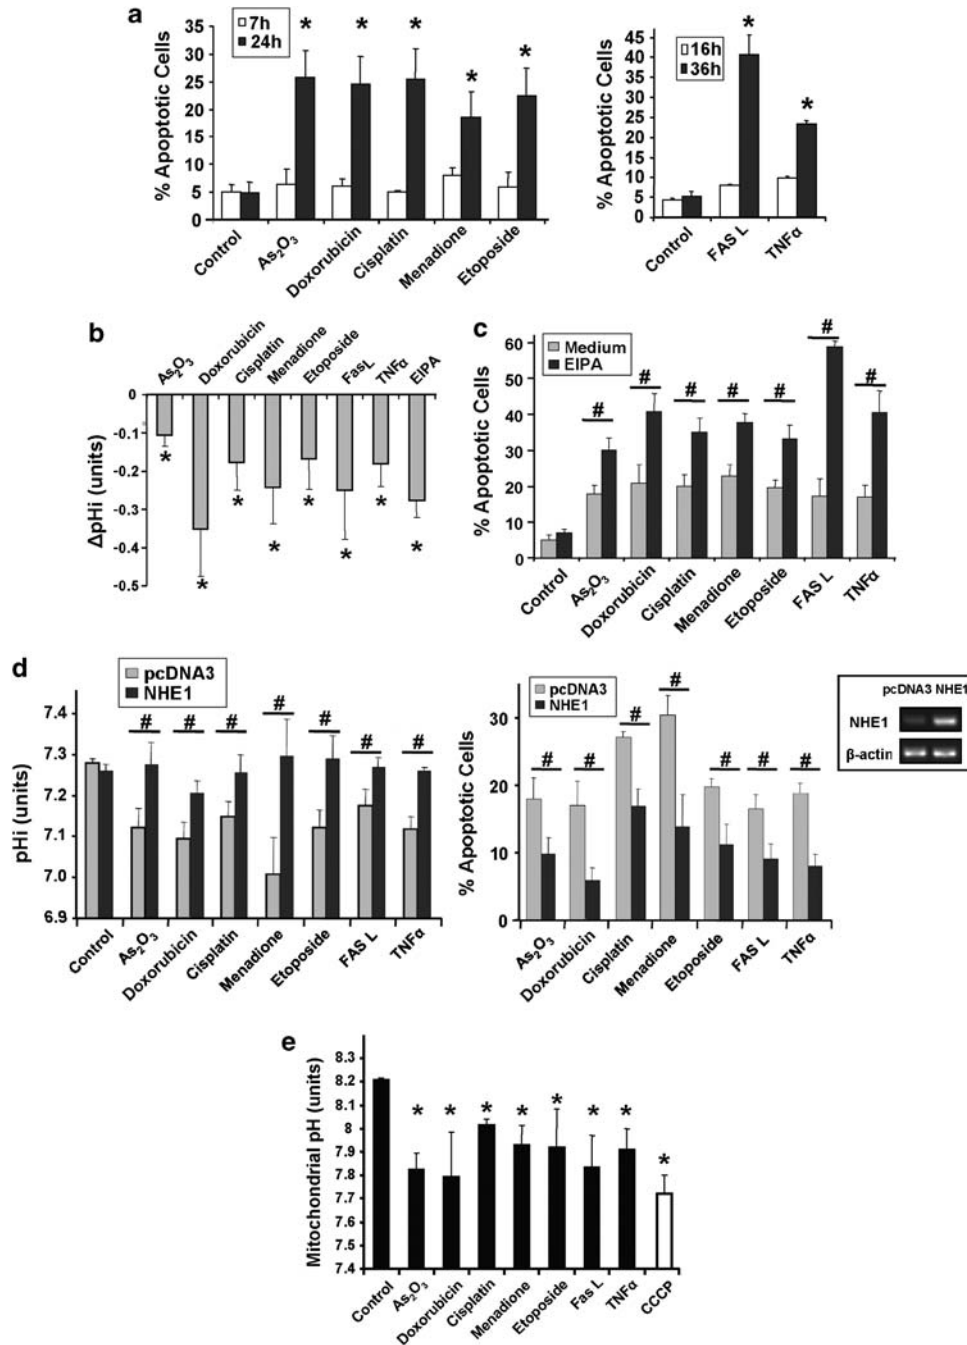 a
7h
24h
% Apoptotic Cells
35
30
25
20
15
10
5
0
* * * * *
Control
As2O3
Doxorubicin
Cisplatin
Menadione
Etoposide
16h
36h
% Apoptotic Cells
45
40
35
30
25
20
15
10
5
0
* *
Control
FAS L
TNFα
b
As2O3
Doxorubicin
Cisplatin
Menadione
Etoposide
FasL
TNFα
EIPA
ΔpHi (units)
0
-0.1
-0.2
-0.3
-0.4
-0.5
* * * * * * * *
c
Medium
EIPA
% Apoptotic Cells
60
50
40
30
20
10
0
# # # # # # #
Control
As2O3
Doxorubicin
Cisplatin
Menadione
Etoposide
FAS L
TNFα
d
pcDNA3
NHE1
pHi (units)
7.4
7.3
7.2
7.1
7.0
6.9
# # # # # # #
Control
As2O3
Doxorubicin
Cisplatin
Menadione
Etoposide
FAS L
TNFα
pcDNA3
NHE1
% Apoptotic Cells
30
20
10
0
# # # # # # #
As2O3
Doxorubicin
Cisplatin
Menadione
Etoposide
FAS L
TNFα
pcDNA3 NHE1
NHE1
β-actin
e
Mitochondrial pH (units)
8.3
8.2
8.1
8
7.9
7.8
7.7
7.6
7.5
7.4
* * * * * * * *
Control
As2O3
Doxorubicin
Cisplatin
Menadione
Etoposide
Fas L
TNFα
CCCP